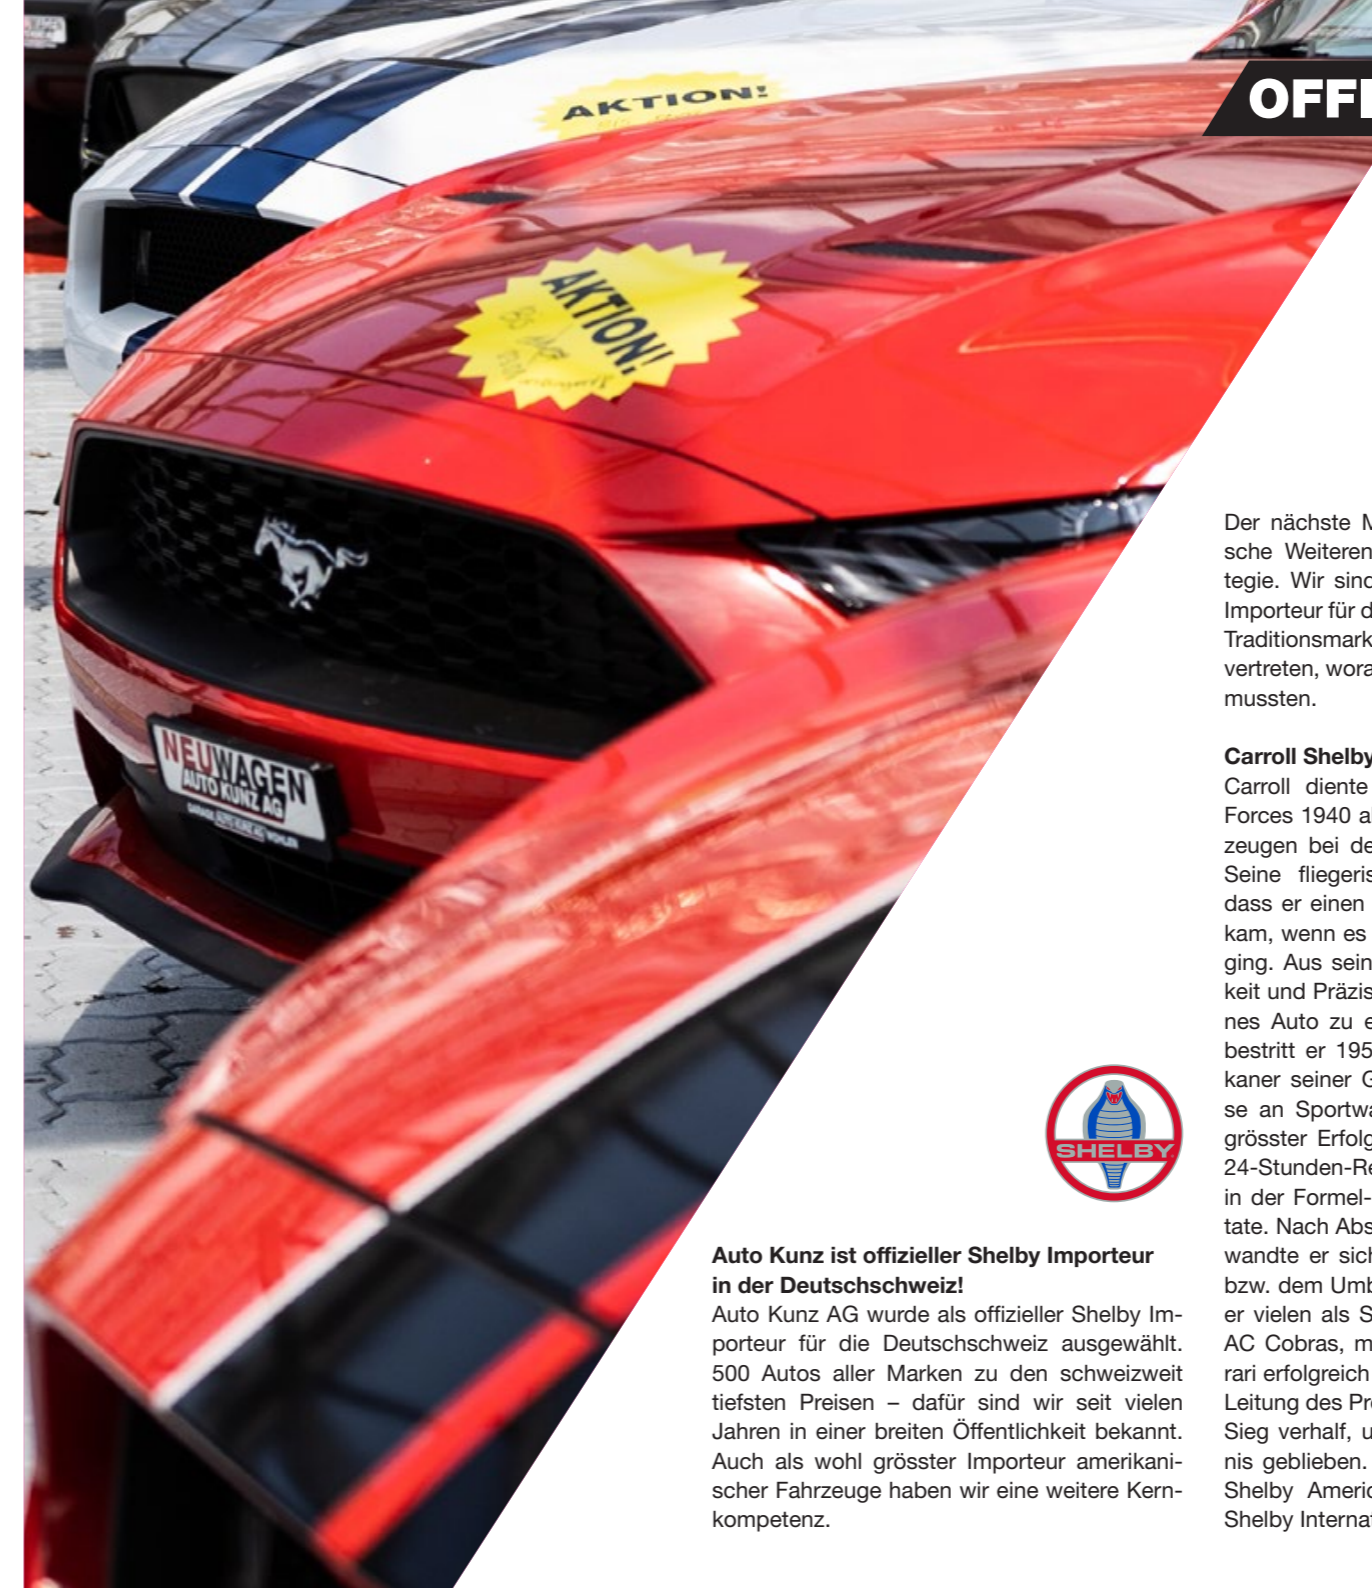 AKTION!
OFFI
AKTION!
NEUWAGEN
AUTO KUNZ AG
SHELBY
Auto Kunz ist offizieller Shelby Importeur
in der Deutschschweiz!
Auto Kunz AG wurde als offizieller Shelby Im-
porteur für die Deutschschweiz ausgewählt.
500 Autos aller Marken zu den schweizweit
tiefsten Preisen – dafür sind wir seit vielen
Jahren in einer breiten Öffentlichkeit bekannt.
Auch als wohl grösster Importeur amerikani-
scher Fahrzeuge haben wir eine weitere Kern-
kompetenz.
Der nächste M
sche Weiteren
tegie. Wir sind
Importeur für d
Traditionsmark
vertreten, wora
mussten.
Carroll Shelby
Carroll diente
Forces 1940 al
zeugen bei de
Seine fliegeris
dass er einen
kam, wenn es
ging. Aus sein
keit und Präzis
nes Auto zu e
bestritt er 195
kaner seiner G
se an Sportwa
grösster Erfolg
24-Stunden-Re
in der Formel-
tate. Nach Abs
wandte er sich
bzw. dem Umb
er vielen als S
AC Cobras, m
rari erfolgreich
Leitung des Pr
Sieg verhalf, u
nis geblieben.
Shelby Americ
Shelby Internat